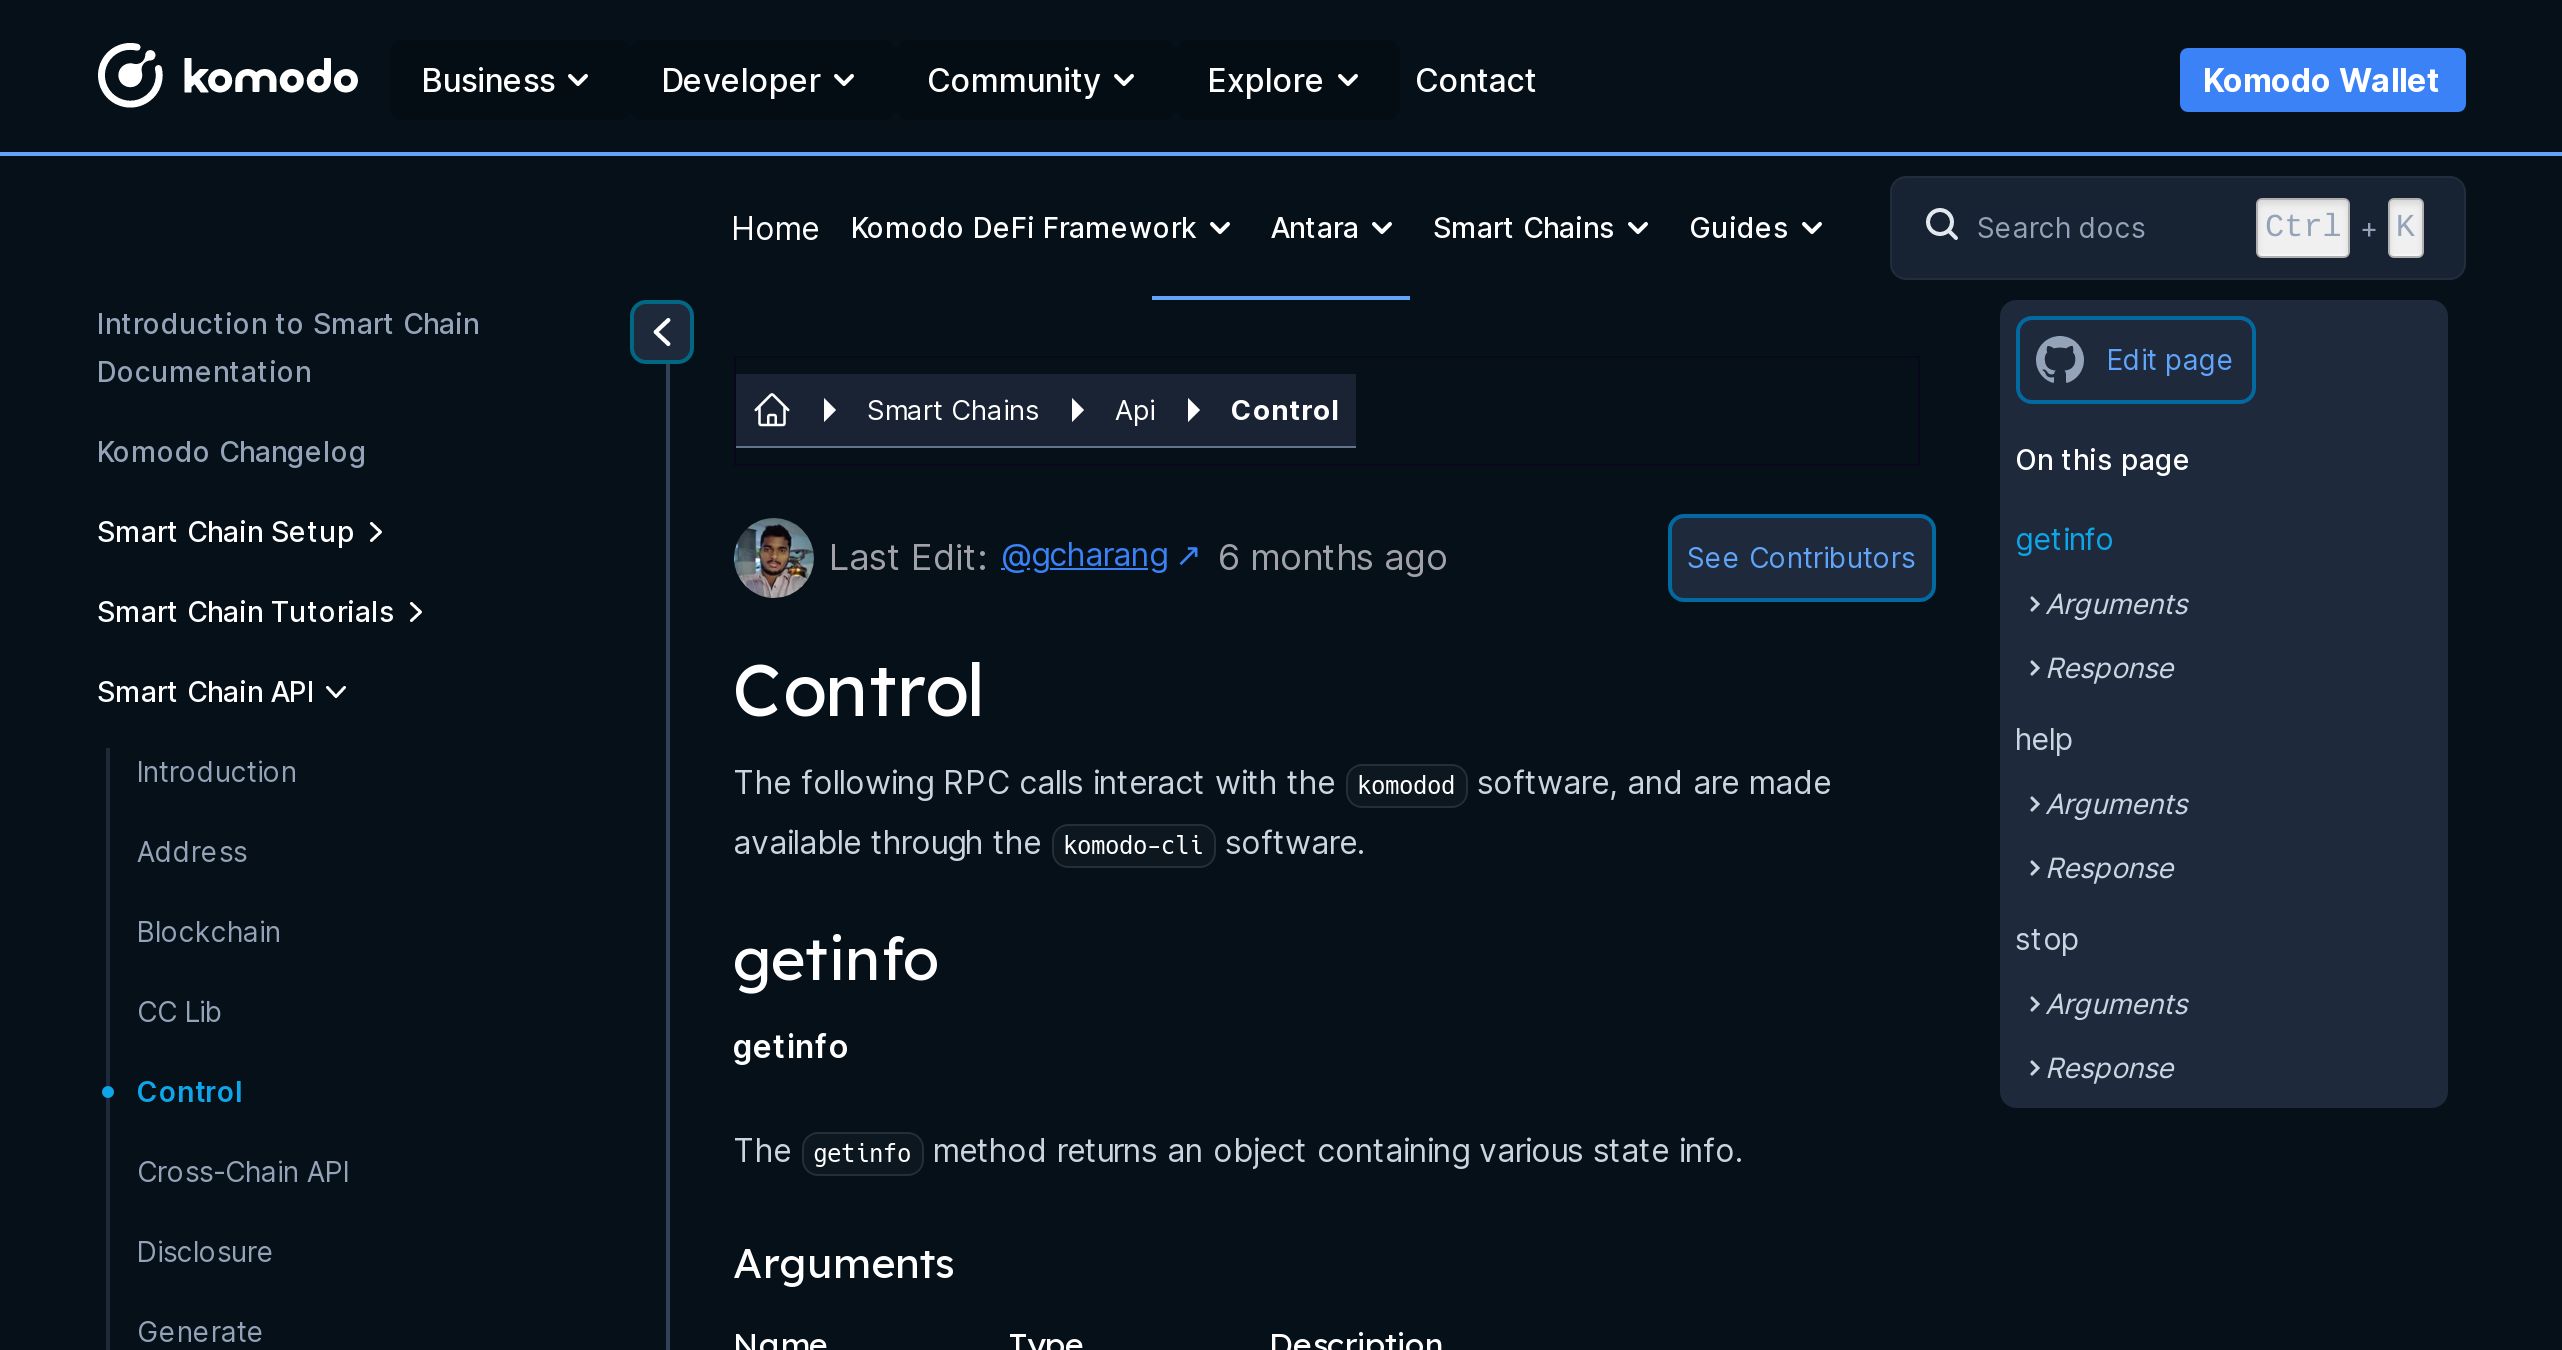 komodo
Business
Developer
Community
Explore
Contact
Komodo Wallet
Home
Komodo DeFi Framework
Antara
Smart Chains
Guides
Search docs
Ctrl + K
Introduction to Smart Chain
Documentation
Komodo Changelog
Smart Chain Setup
Smart Chain Tutorials
Smart Chain API
Introduction
Address
Blockchain
CC Lib
Control
Cross-Chain API
Disclosure
Generate
Smart Chains
Api
Control
Last Edit: @gcharang ↗ 6 months ago
See Contributors
Control
The following RPC calls interact with the komodod software, and are made
available through the komodo-cli software.
getinfo
getinfo
The getinfo method returns an object containing various state info.
Arguments
Name Type Description
Edit page
On this page
getinfo
Arguments
Response
help
Arguments
Response
stop
Arguments
Response